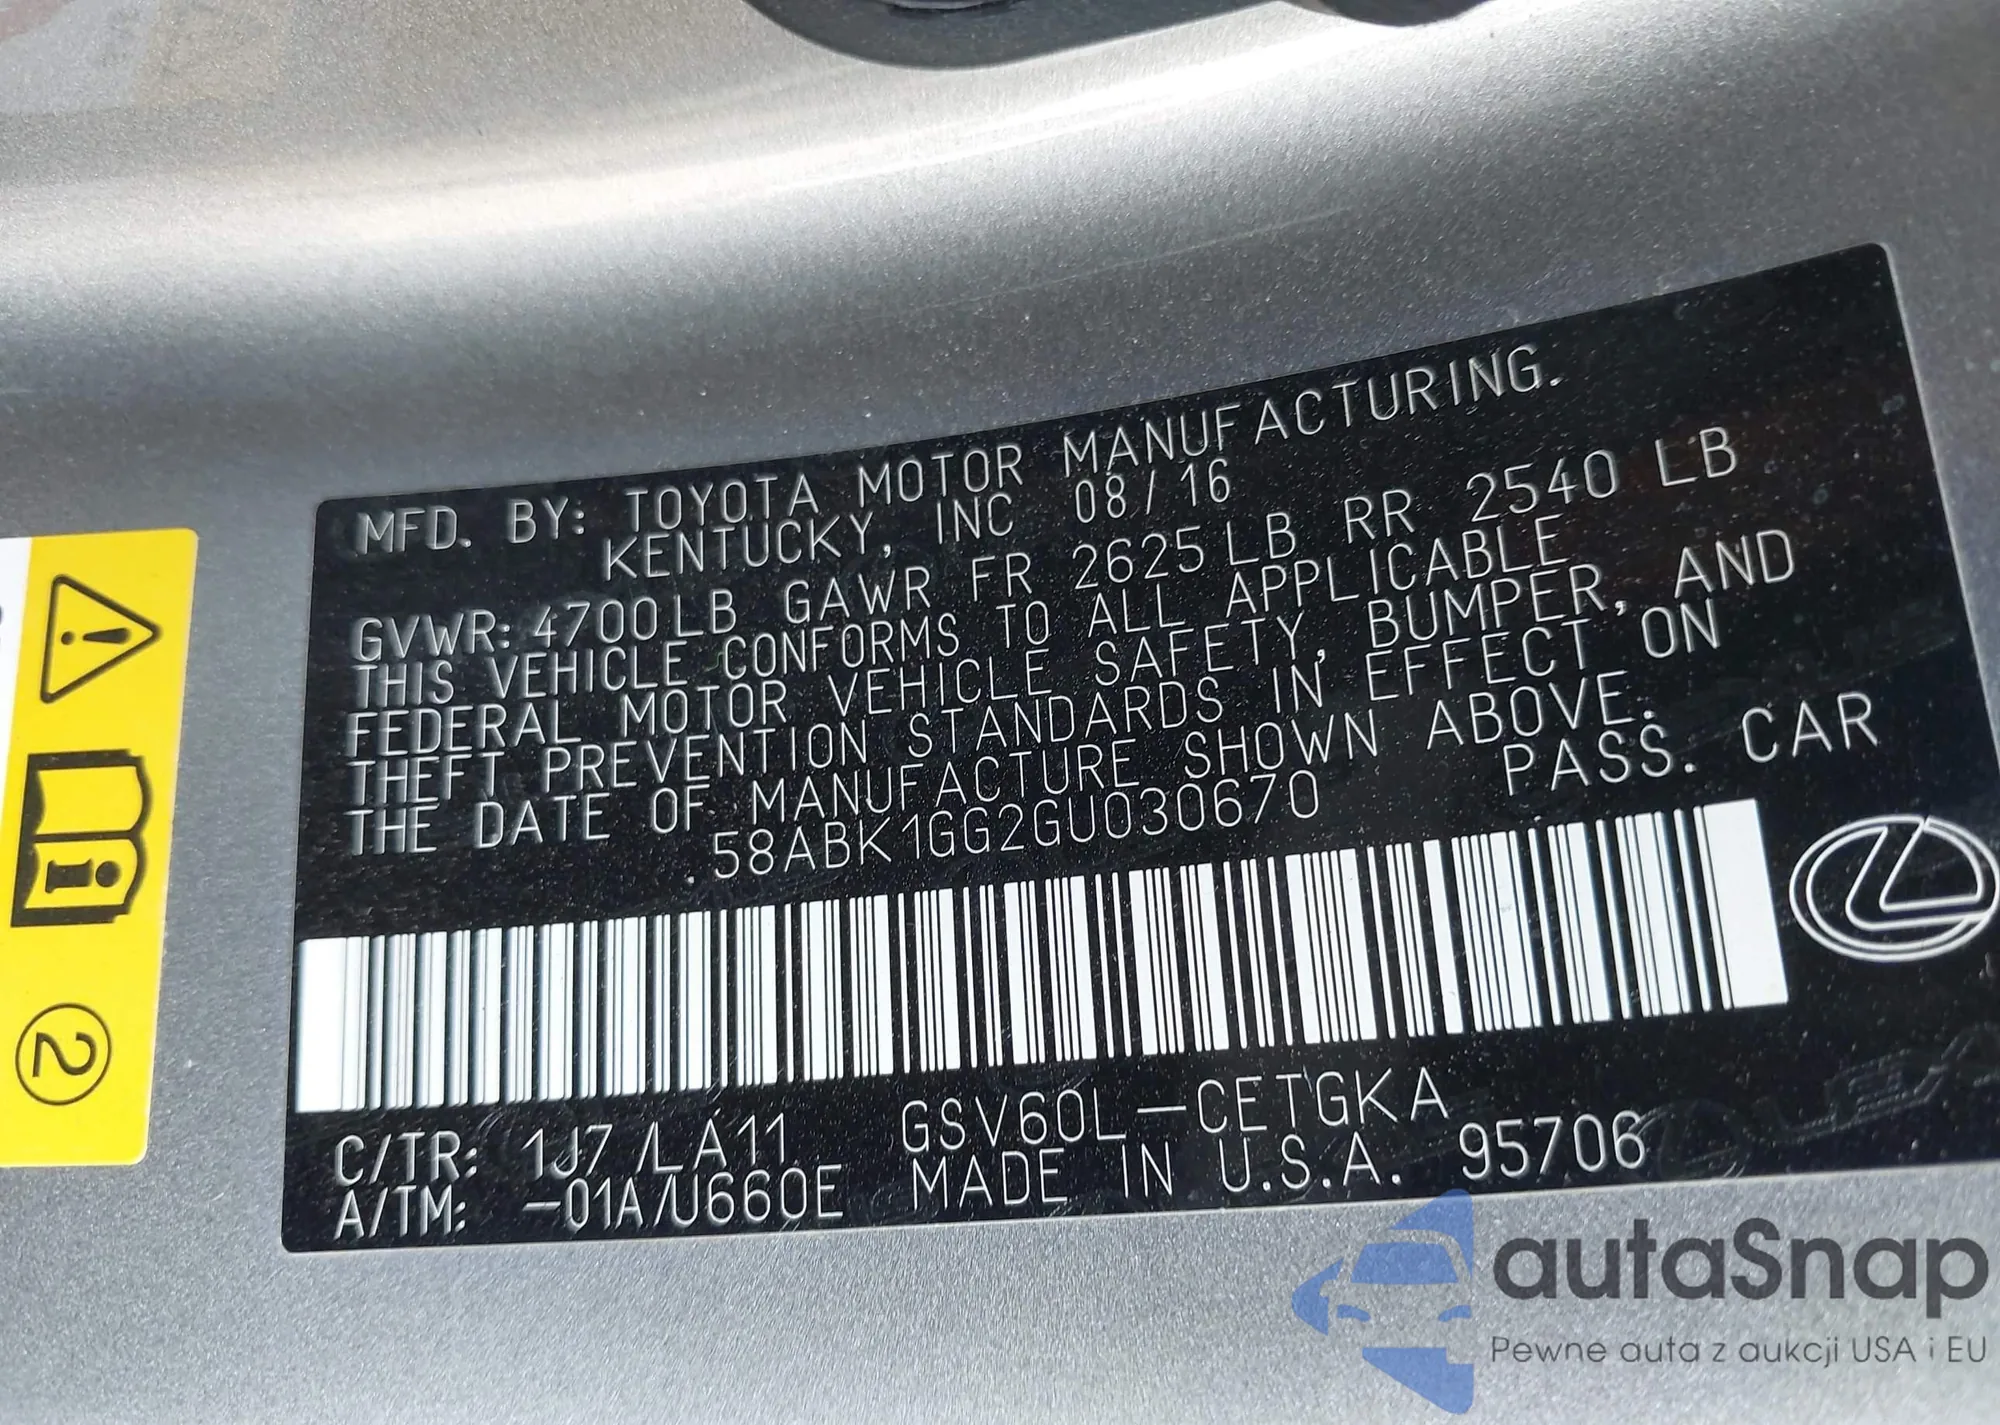 MFD. BY: TOYOTA MOTOR MANUFACTURING.
KENTUCKY, INC 08/16
GVWR: 4700LB GAWR FR 2625LB RR 2540 LB
THIS VEHICLE CONFORMS TO ALL APPLICABLE
FEDERAL MOTOR VEHICLE SAFETY, BUMPER, AND
THEFT PREVENTION STANDARDS IN EFFECT ON
THE DATE OF MANUFACTURE SHOWN ABOVE.
.58ABK1GG2GU030670 PASS. CAR
C/TR: 1J7/LA11 GSV60L-CETGKA
A/TM: -01A/U660E MADE IN U.S.A. 95706
2
autaSnap
Pewne auta z aukcji USA i EU